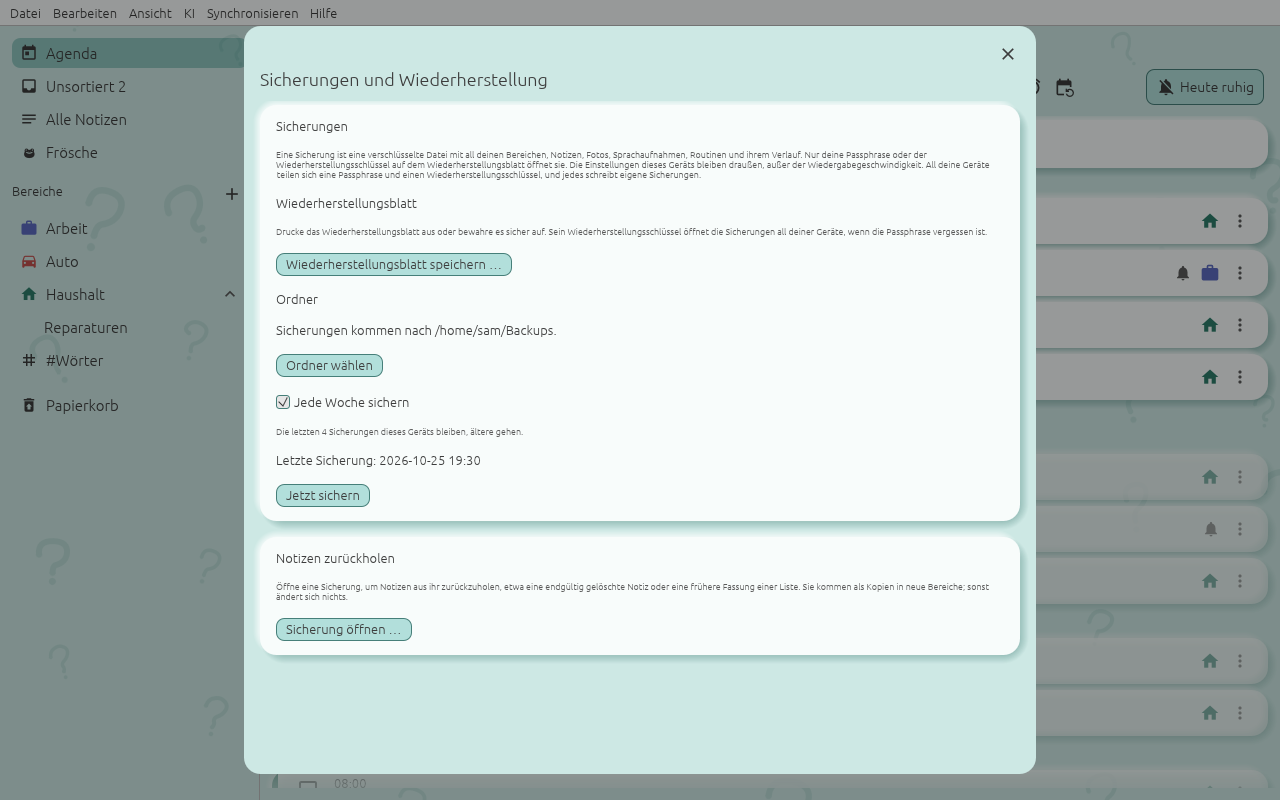 Datei Bearbeiten Ansicht KI Synchronisieren Hilfe
Agenda
Unsortiert 2
Alle Notizen
Frösche
Bereiche
Arbeit
Auto
Haushalt
Reparaturen
#Wörter
Papierkorb
Heute ruhig
Sicherungen und Wiederherstellung
Sicherungen
Eine Sicherung ist eine verschlüsselte Datei mit all deinen Bereichen, Notizen, Fotos, Sprachaufnahmen, Routinen und ihrem Verlauf. Nur deine Passphrase oder der
Wiederherstellungsschlüssel auf dem Wiederherstellungsblatt öffnet sie. Die Einstellungen dieses Geräts bleiben draußen, außer der Wiedergabegeschwindigkeit. All deine Geräte
teilen sich eine Passphrase und einen Wiederherstellungsschlüssel, und jedes schreibt eigene Sicherungen.
Wiederherstellungsblatt
Drucke das Wiederherstellungsblatt aus oder bewahre es sicher auf. Sein Wiederherstellungsschlüssel öffnet die Sicherungen all deiner Geräte, wenn die Passphrase vergessen ist.
Wiederherstellungsblatt speichern …
Ordner
Sicherungen kommen nach /home/sam/Backups.
Ordner wählen
Jede Woche sichern
Die letzten 4 Sicherungen dieses Geräts bleiben, ältere gehen.
Letzte Sicherung: 2026-10-25 19:30
Jetzt sichern
Notizen zurückholen
Öffne eine Sicherung, um Notizen aus ihr zurückzuholen, etwa eine endgültig gelöschte Notiz oder eine frühere Fassung einer Liste. Sie kommen als Kopien in neue Bereiche; sonst
ändert sich nichts.
Sicherung öffnen …
08:00